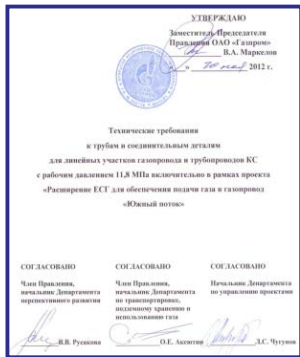 УТВЕРЖДАЮ
Заместитель Председателя
Правления ОАО «Газпром»
В.А. Маркелов
2012 г.
Технические требования
к трубам и соединительным деталям
для линейных участков газопровода и трубопроводов КС
с рабочим давлением 11,8 МПа включительно в рамках проекта
«Расширение ЕСГ для обеспечения подачи газа в газопровод
«Южный поток»
СОГЛАСОВАНО
Член Правления,
начальник Департамента
перспективного развития
В.В. Русакова
СОГЛАСОВАНО
Член Правления,
начальник Департамента
по транспортировке,
подземному хранению и
использованию газа
О.Е. Аксютин
СОГЛАСОВАНО
Начальник Департамента
по управлению проектами
Д.С. Чугунов